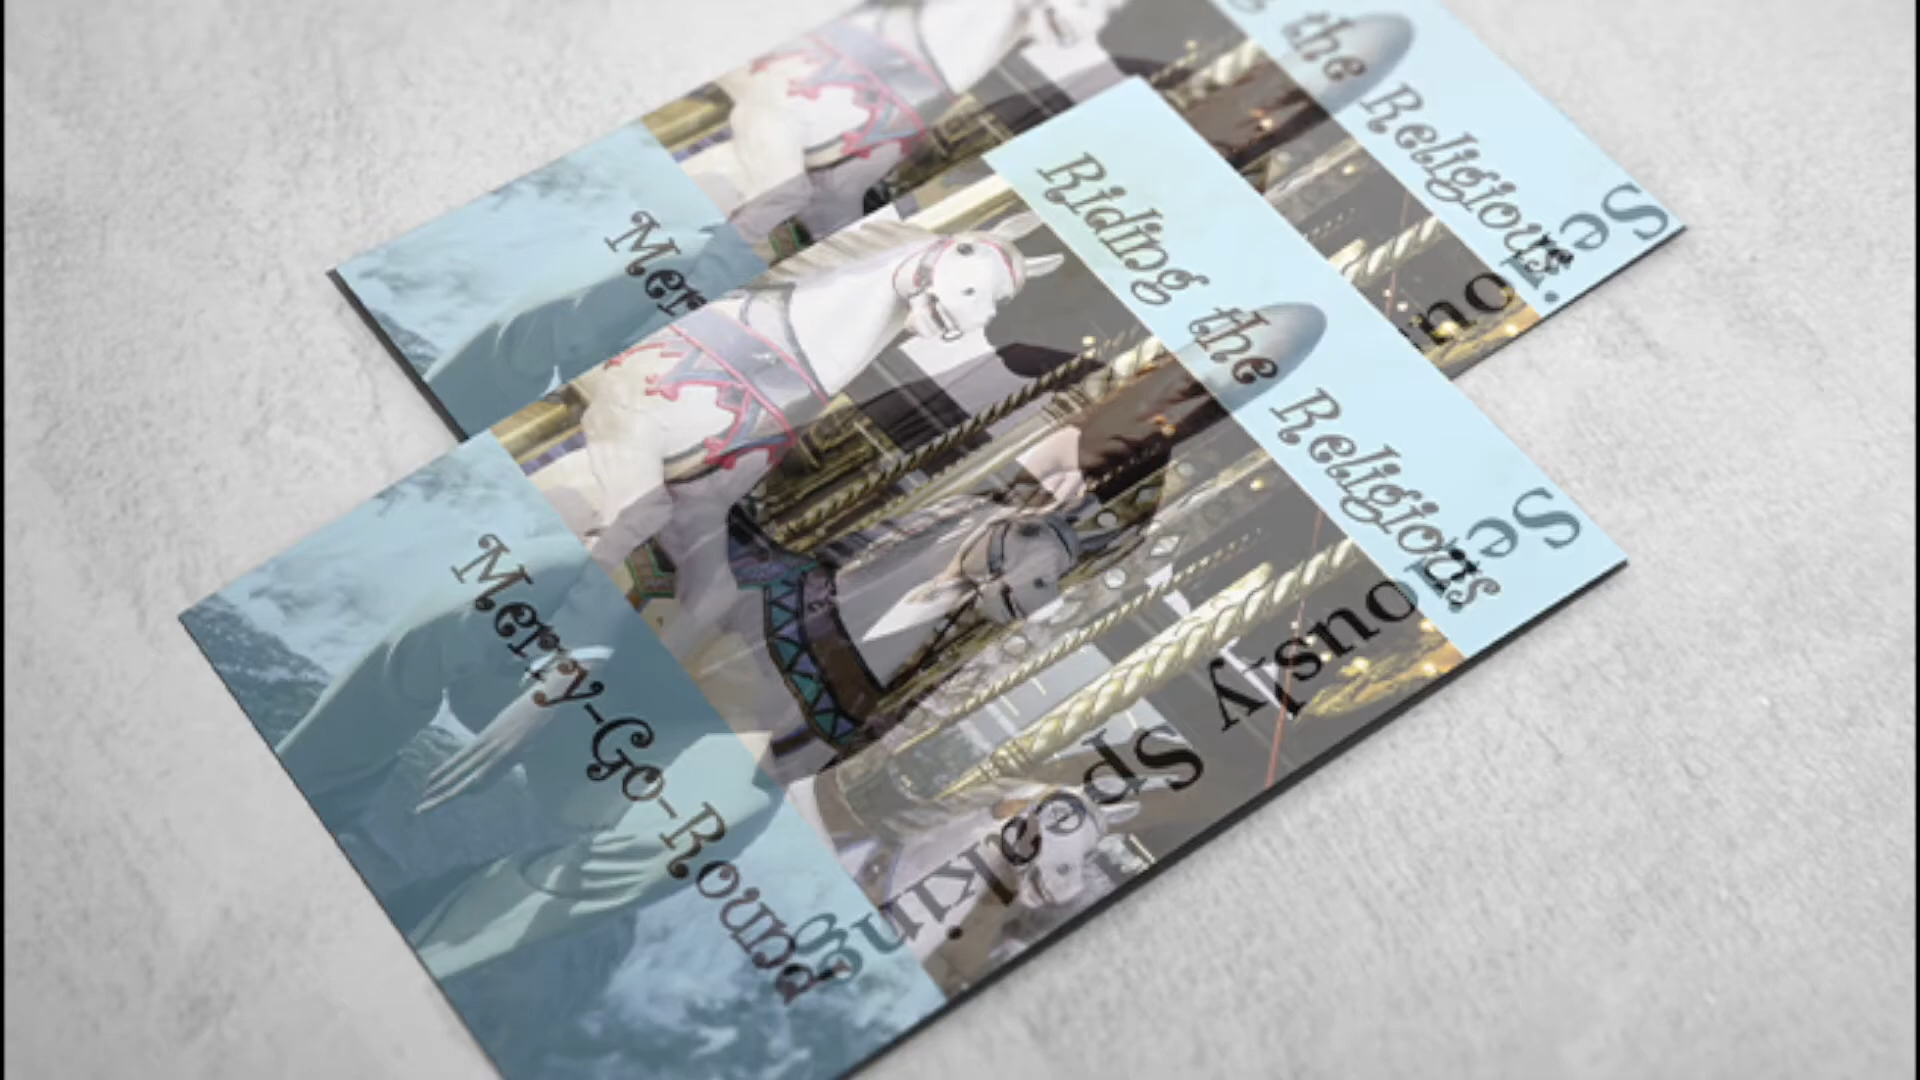 the Religious
Riding the Religious
Merry-Go-Round
Seriously Speaking